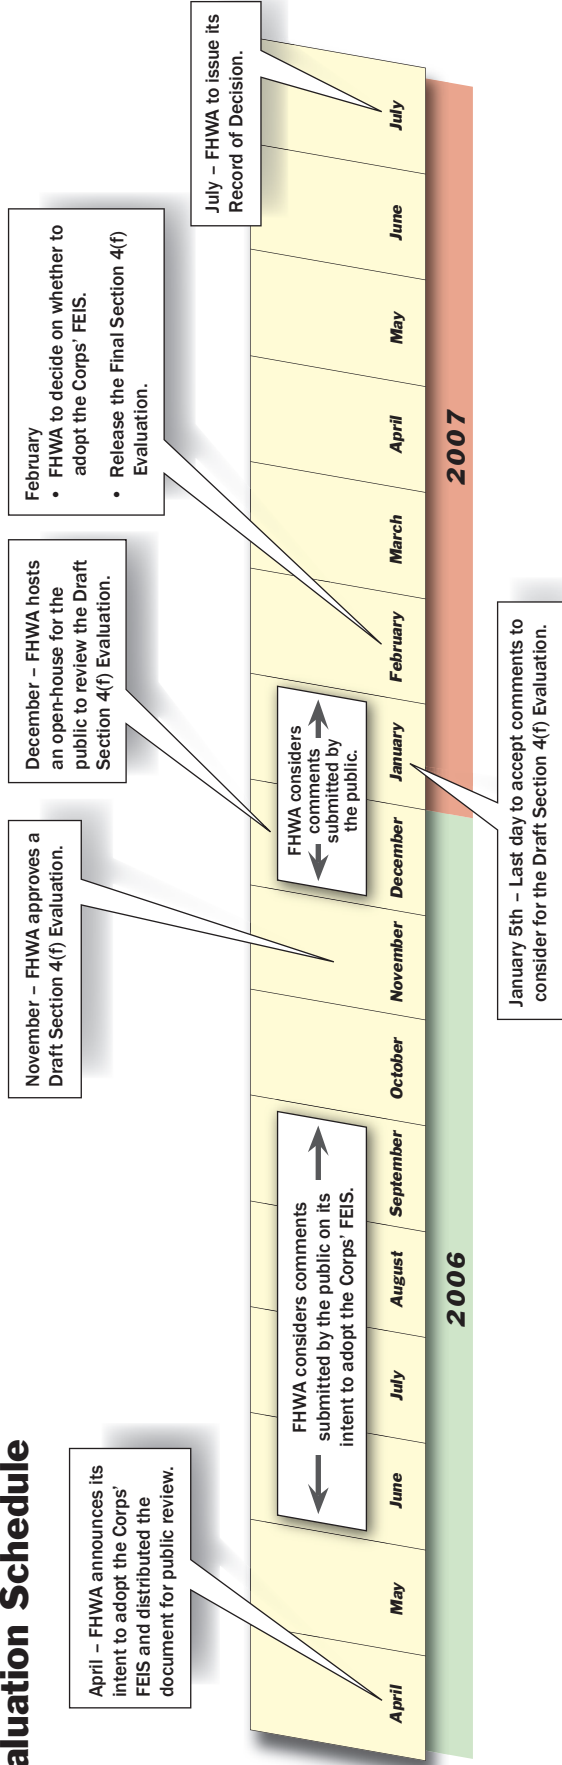 aluation Schedule
April – FHWA announces its
intent to adopt the Corps'
FEIS and distributed the
document for public review.
November – FHWA approves a
Draft Section 4(f) Evaluation.
December – FHWA hosts
an open-house for the
public to review the Draft
Section 4(f) Evaluation.
February
• FHWA to decide on whether to
adopt the Corps' FEIS.
• Release the Final Section 4(f)
Evaluation.
July – FHWA to issue its
Record of Decision.
FHWA considers comments
submitted by the public on its
intent to adopt the Corps' FEIS.
FHWA considers
comments
submitted by
the public.
April
May
June
July
August
September
October
November
December
January
February
March
April
May
June
July
2006
2007
January 5th – Last day to accept comments to
consider for the Draft Section 4(f) Evaluation.